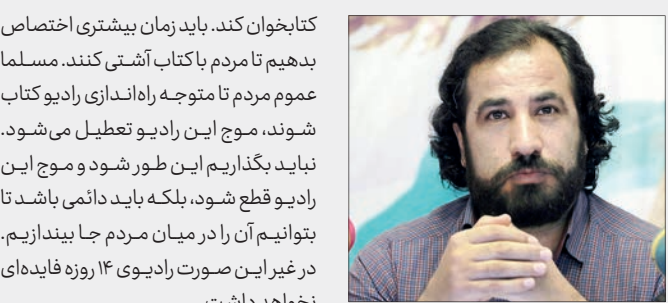 کتابخوان کند. باید زمان بیشتری اختصاص
بدهیم تا مردم با کتاب آشتی کنند. مسلما
عموم مردم تا متوجه راه‌اندازی رادیو کتاب
شوند، موج این رادیو تعطیل می‌شود.
نباید بگذاریم این طور شود و موج این
رادیو قطع شود، بلکه باید دائمی باشد تا
بتوانیم آن را در میان مردم جا بیندازیم.
در غیر این صورت رادیوی ۱۴ روزه فایده‌ای
نخواهد داشت.